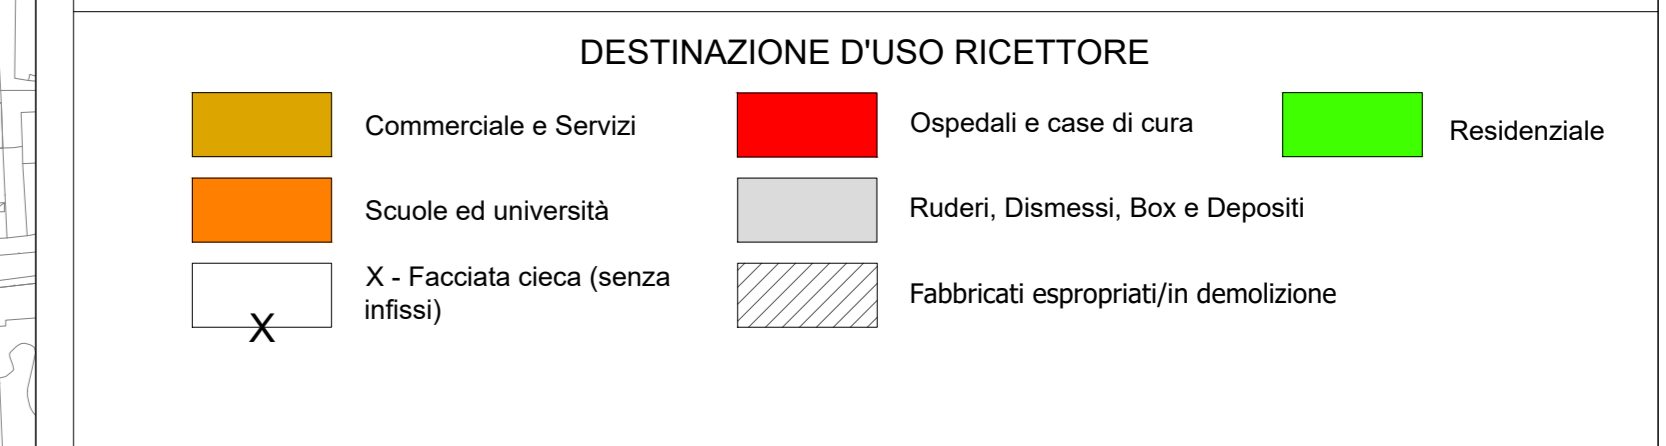 DESTINAZIONE D'USO RICETTORE
Commerciale e Servizi
Ospedali e case di cura
Residenziale
Scuole ed università
Ruderi, Dismessi, Box e Depositi
X - Facciata cieca (senza
infissi)
X
Fabbricati espropriati/in demolizione